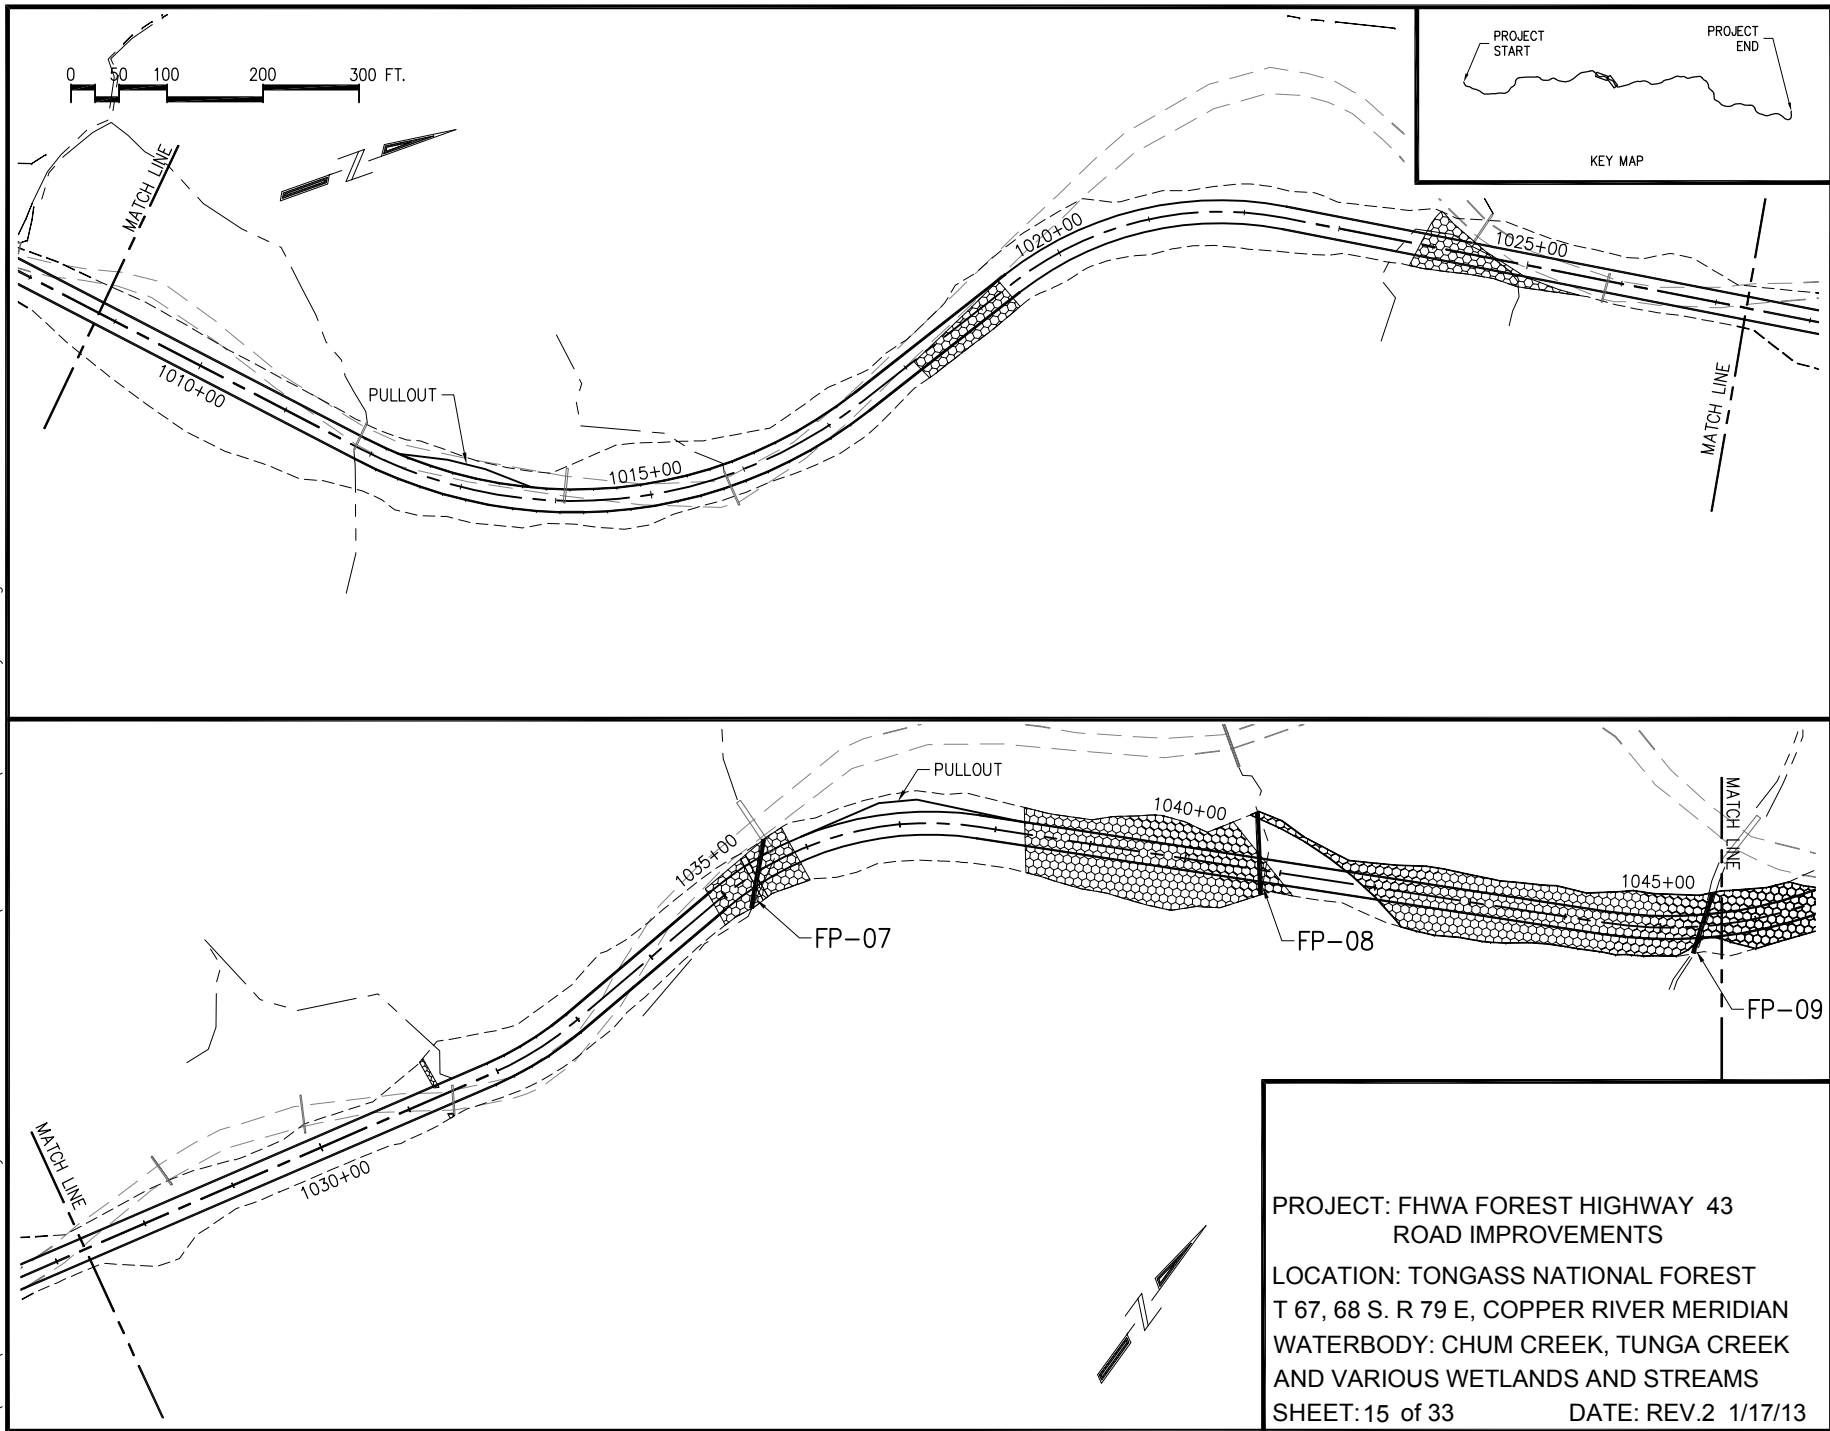 0 50 100 200 300 FT.
PROJECT START
PROJECT END
KEY MAP
MATCH LINE
Z
1010+00
PULLOUT
1015+00
1020+00
1025+00
MATCH LINE
PULLOUT
1040+00
MATCH LINE
1035+00
1045+00
FP-07
FP-08
FP-09
MATCH LINE
1030+00
Z
PROJECT: FHWA FOREST HIGHWAY 43
ROAD IMPROVEMENTS
LOCATION: TONGASS NATIONAL FOREST
T 67, 68 S. R 79 E, COPPER RIVER MERIDIAN
WATERBODY: CHUM CREEK, TUNGA CREEK
AND VARIOUS WETLANDS AND STREAMS
SHEET: 15 of 33 DATE: REV.2 1/17/13